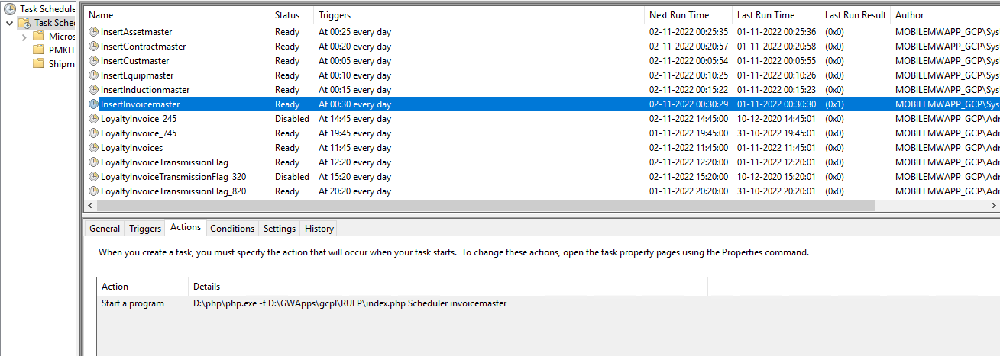 Task Schedule
Task Sched
Micros
PMKIT
Shipm
Name Status Triggers Next Run Time Last Run Time Last Run Result Author
InsertAssetmaster Ready At 00:25 every day 02-11-2022 00:25:35 01-11-2022 00:25:36 (0x0) MOBILEMWAPP_GCP\Sys
InsertContractmaster Ready At 00:20 every day 02-11-2022 00:20:57 01-11-2022 00:20:58 (0x0) MOBILEMWAPP_GCP\Sys
InsertCustmaster Ready At 00:05 every day 02-11-2022 00:05:54 01-11-2022 00:05:55 (0x0) MOBILEMWAPP_GCP\Sys
InsertEquipmaster Ready At 00:10 every day 02-11-2022 00:10:25 01-11-2022 00:10:26 (0x0) MOBILEMWAPP_GCP\Sys
InsertInductionmaster Ready At 00:15 every day 02-11-2022 00:15:22 01-11-2022 00:15:23 (0x0) MOBILEMWAPP_GCP\Sys
InsertInvoicemaster Ready At 00:30 every day 02-11-2022 00:30:29 01-11-2022 00:30:30 (0x1) MOBILEMWAPP_GCP\Sys
LoyaltyInvoice_245 Disabled At 14:45 every day 02-11-2022 14:45:00 10-12-2020 14:45:01 (0x0) MOBILEMWAPP_GCP\Adr
LoyaltyInvoice_745 Ready At 19:45 every day 01-11-2022 19:45:00 31-10-2022 19:45:01 (0x0) MOBILEMWAPP_GCP\Adr
LoyaltyInvoices Ready At 11:45 every day 02-11-2022 11:45:00 01-11-2022 11:45:01 (0x0) MOBILEMWAPP_GCP\Adr
LoyaltyInvoiceTransmissionFlag Ready At 12:20 every day 02-11-2022 12:20:00 01-11-2022 12:20:01 (0x0) MOBILEMWAPP_GCP\Adr
LoyaltyInvoiceTransmissionFlag_320 Disabled At 15:20 every day 02-11-2022 15:20:00 10-12-2020 15:20:01 (0x0) MOBILEMWAPP_GCP\Adr
LoyaltyInvoiceTransmissionFlag_820 Ready At 20:20 every day 01-11-2022 20:20:00 31-10-2022 20:20:01 (0x0) MOBILEMWAPP_GCP\Adr
General Triggers Actions Conditions Settings History
When you create a task, you must specify the action that will occur when your task starts. To change these actions, open the task property pages using the Properties command.
Action Details
Start a program D:\php\php.exe -f D:\GWApps\gcpl\RUEP\index.php Scheduler invoicemaster